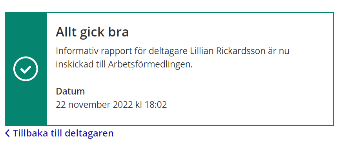 Allt gick bra
Informativ rapport för deltagare Lillian Rickardsson är nu
inskickad till Arbetsförmedlingen.
Datum
22 november 2022 kl 18:02
Tillbaka till deltagaren